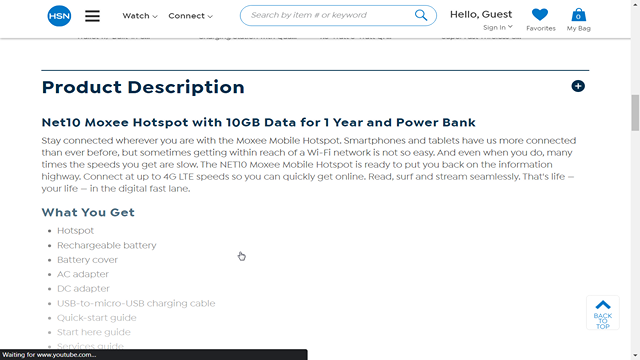 HSN
Watch
Connect
Search by item # or keyword
Hello, Guest
Sign In
Favorites
0
My Bag
Product Description
Net10 Moxee Hotspot with 10GB Data for 1 Year and Power Bank
Stay connected wherever you are with the Moxee Mobile Hotspot. Smartphones and tablets have us more connected
than ever before, but sometimes getting within reach of a Wi-Fi network is not so easy. And even when you do, many
times the speeds you get are slow. The NET10 Moxee Mobile Hotspot is ready to put you back on the information
highway. Connect at up to 4G LTE speeds so you can quickly get online. Read, surf and stream seamlessly. That's life —
your life — in the digital fast lane.
What You Get
• Hotspot
• Rechargeable battery
• Battery cover
• AC adapter
• DC adapter
• USB-to-micro-USB charging cable
• Quick-start guide
• Start here guide
• Services guide
BACK
TO
TOP
Waiting for www.youtube.com...